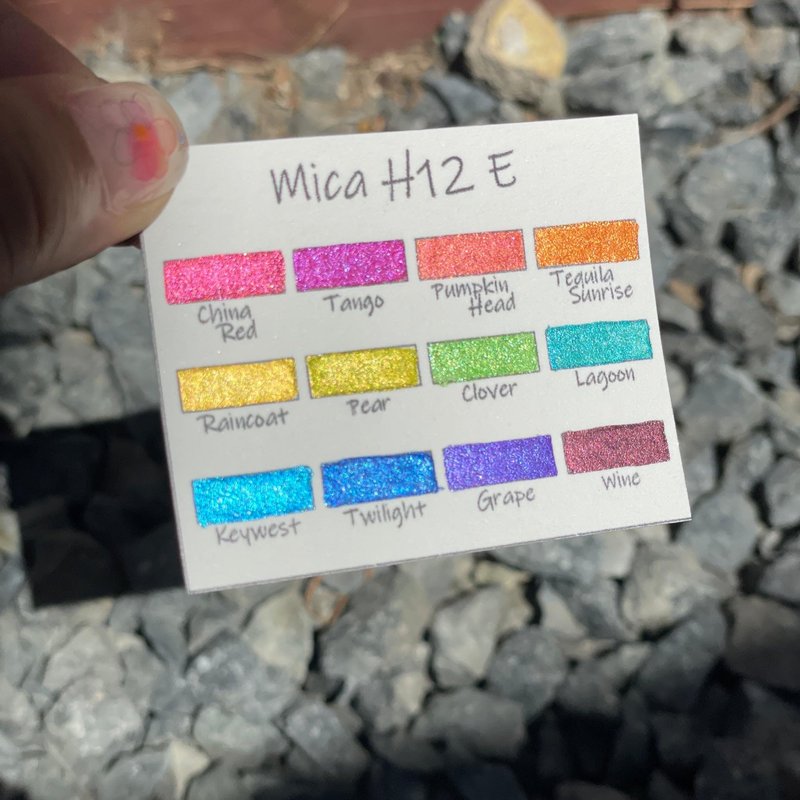 Mica H12 E
China Red
Tango
Pumpkin Head
Tequila Sunrise
Raincoat
Pear
Clover
Lagoon
Keywest
Twilight
Grape
Wine